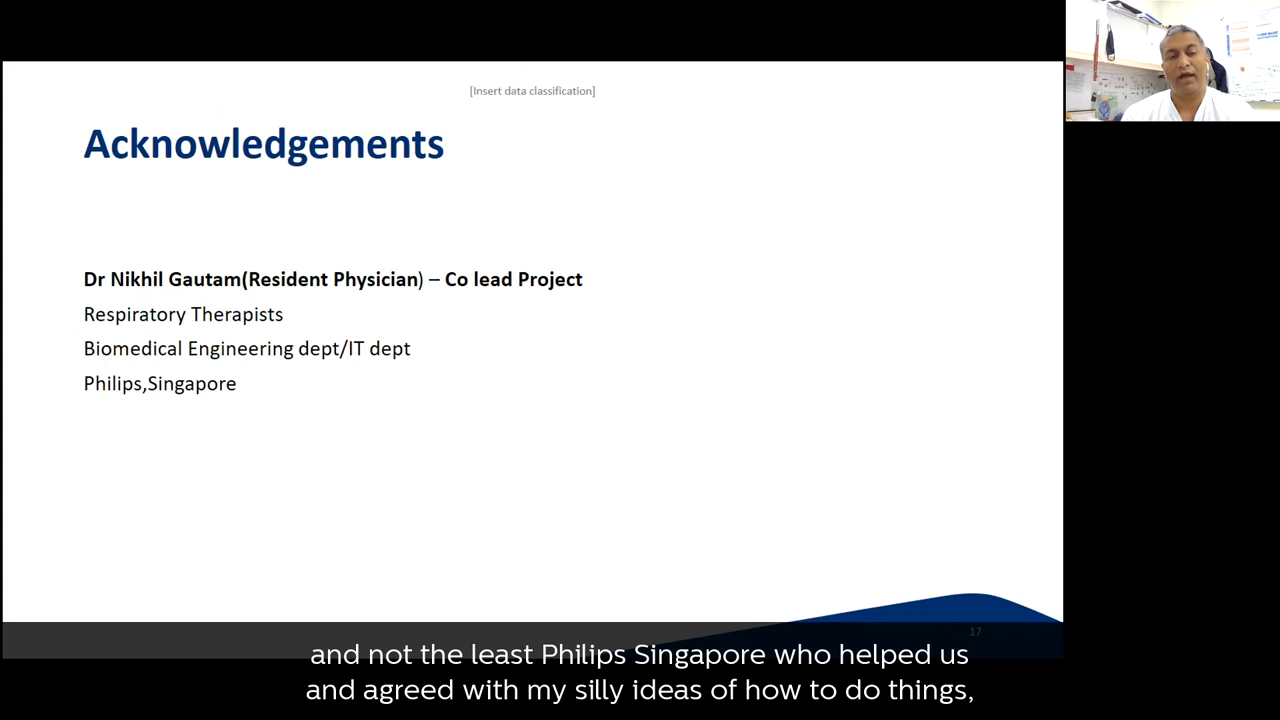 [Insert data classification]
Acknowledgements
Dr Nikhil Gautam(Resident Physician) – Co lead Project
Respiratory Therapists
Biomedical Engineering dept/IT dept
Philips,Singapore
17
and not the least Philips Singapore who helped us
and agreed with my silly ideas of how to do things,